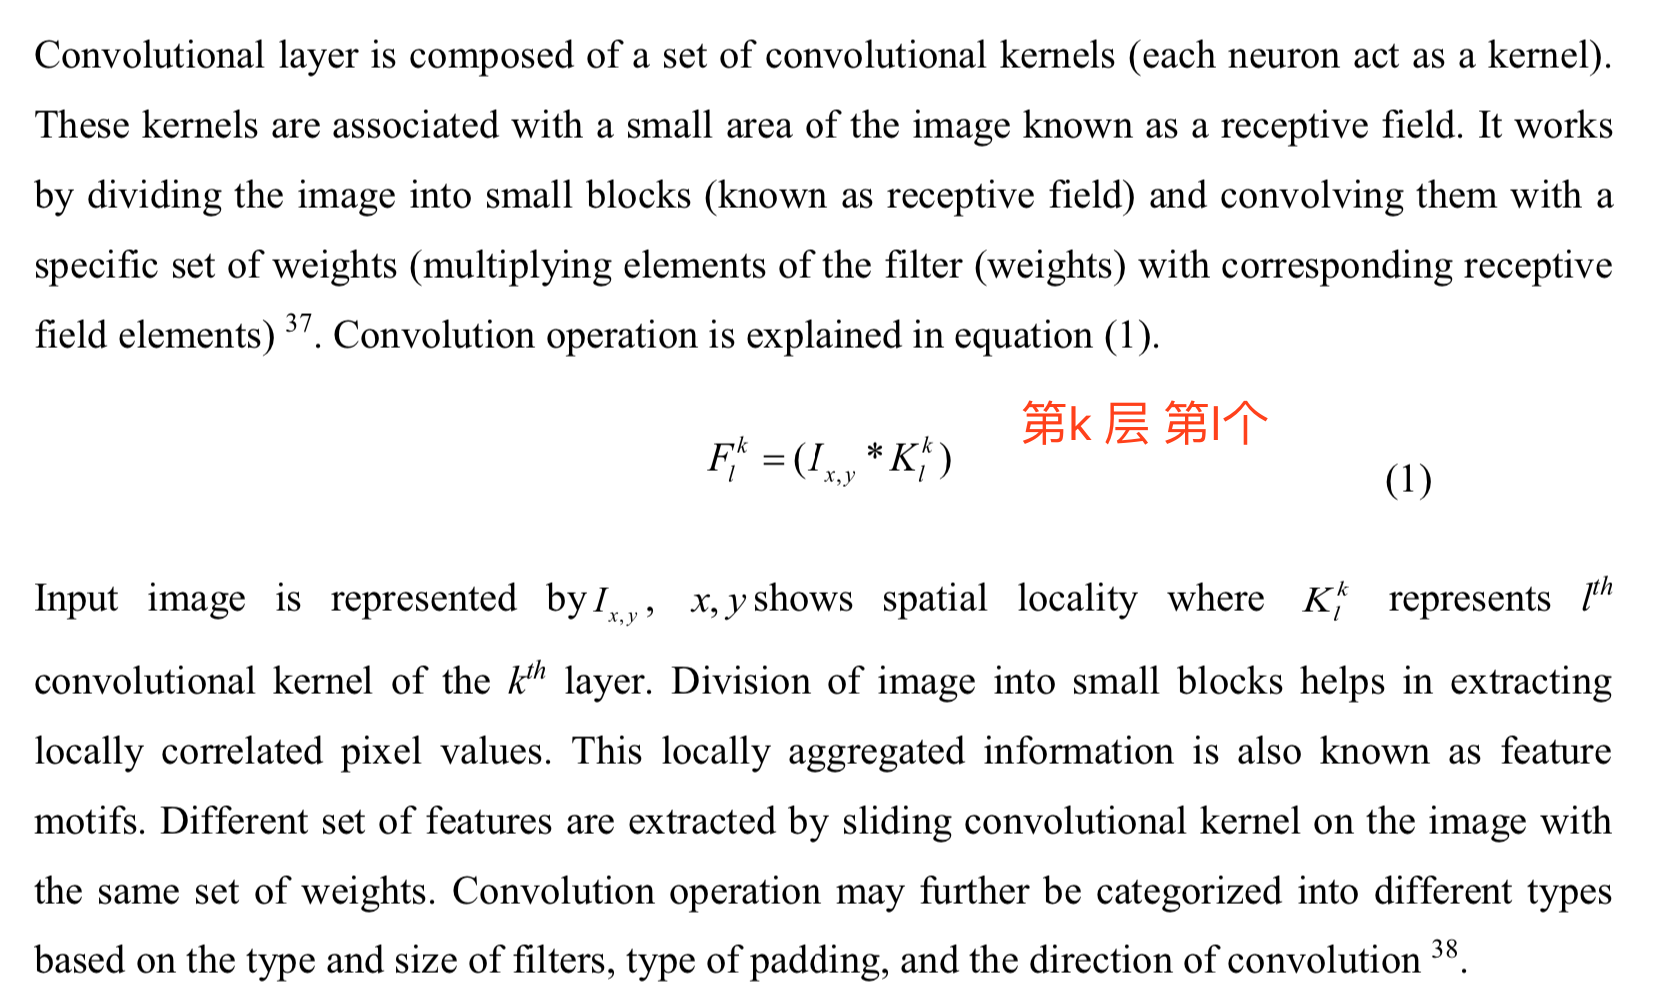 Convolutional layer is composed of a set of convolutional kernels (each neuron act as a kernel).
These kernels are associated with a small area of the image known as a receptive field. It works
by dividing the image into small blocks (known as receptive field) and convolving them with a
specific set of weights (multiplying elements of the filter (weights) with corresponding receptive
field elements) ³⁷. Convolution operation is explained in equation (1).
第k 层 第l个
F_l^k = (I_{x,y} * K_l^k)
(1)
Input image is represented by I_{x,y}, x, y shows spatial locality where K_l^k represents l^{th}
convolutional kernel of the k^{th} layer. Division of image into small blocks helps in extracting
locally correlated pixel values. This locally aggregated information is also known as feature
motifs. Different set of features are extracted by sliding convolutional kernel on the image with
the same set of weights. Convolution operation may further be categorized into different types
based on the type and size of filters, type of padding, and the direction of convolution ³⁸.